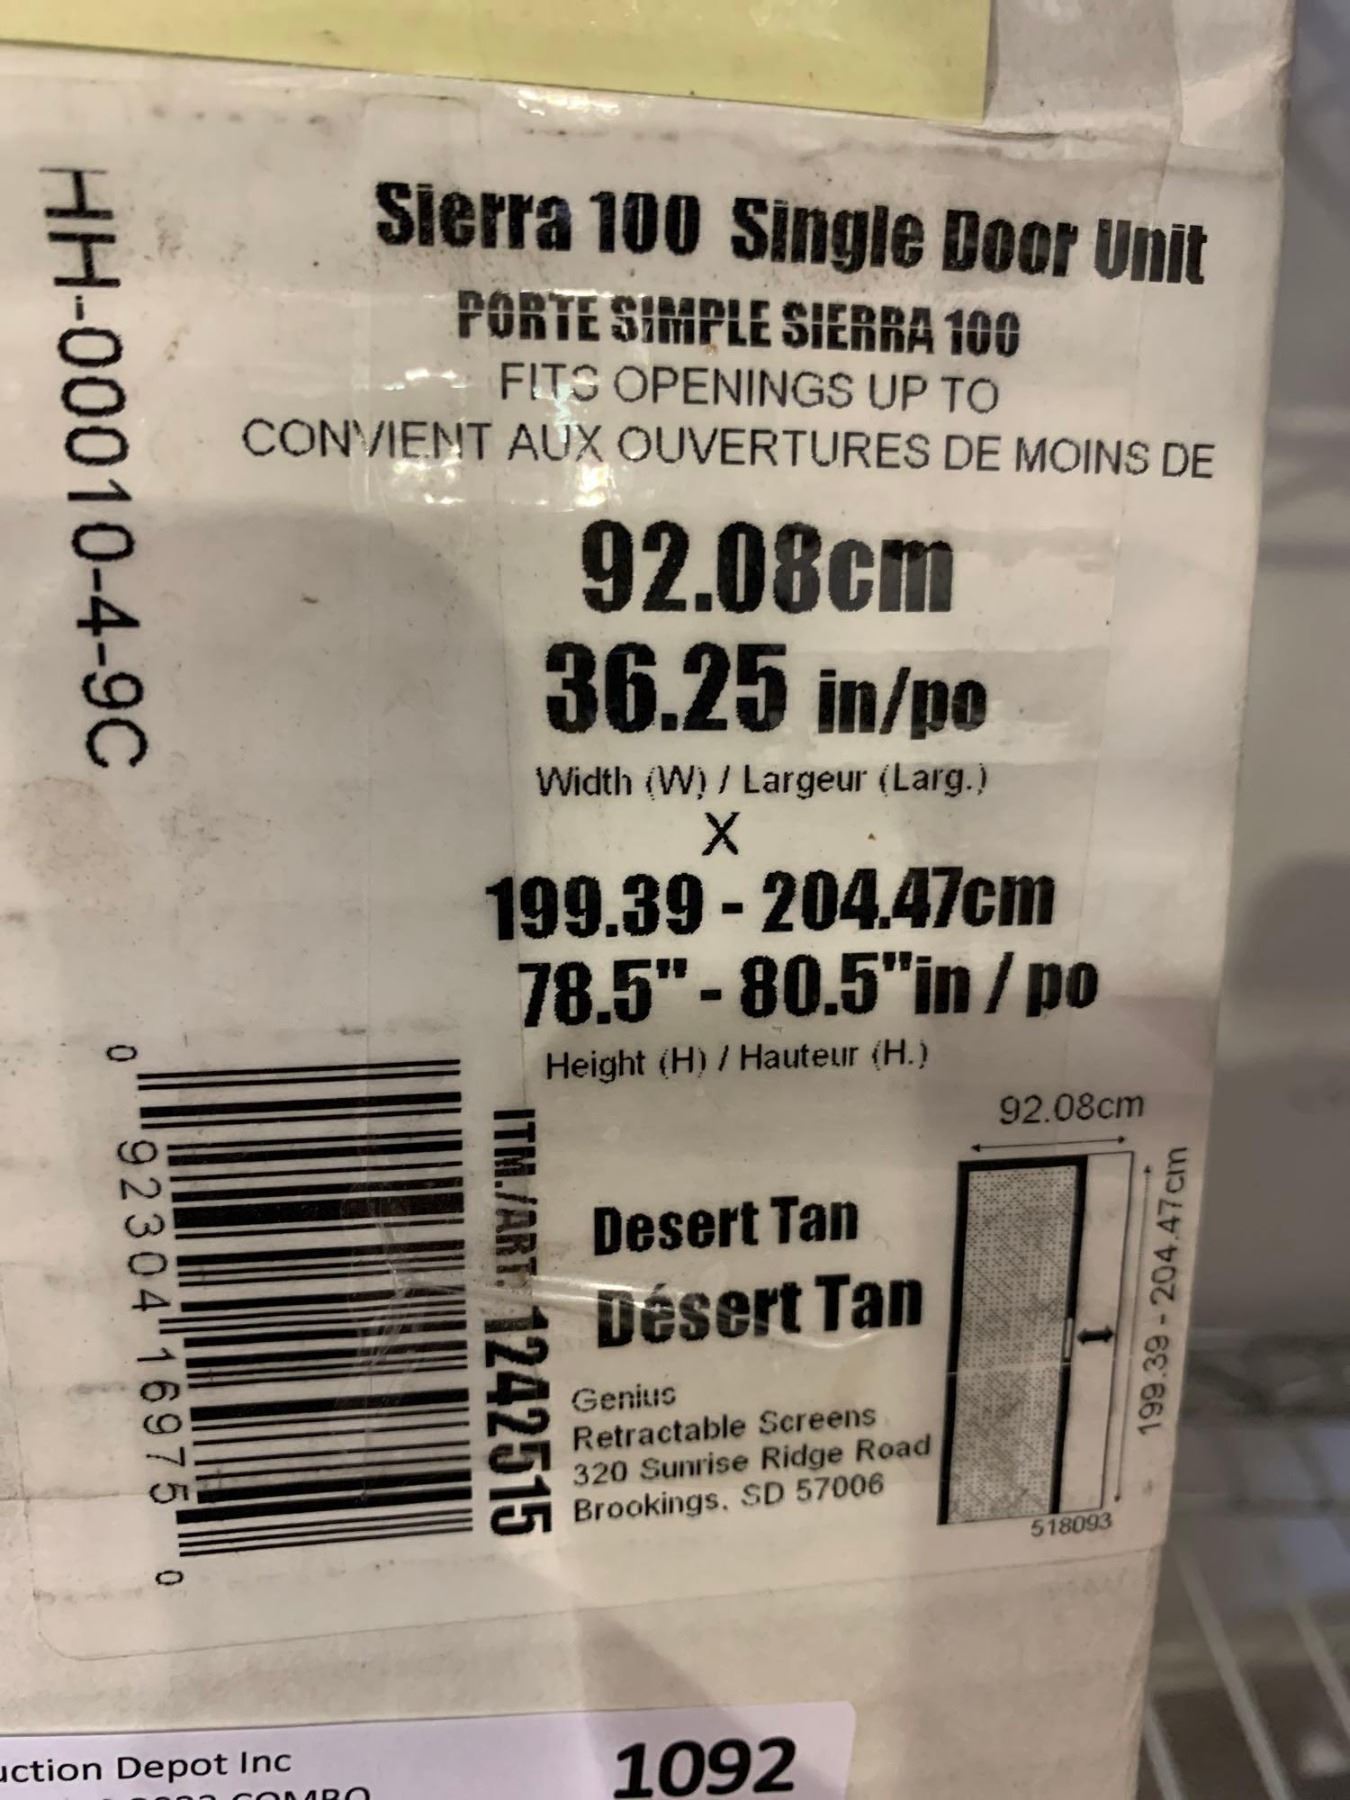 HH-00010-4-9C
Sierra 100 Single Door Unit
PORTE SIMPLE SIERRA 100
FITS OPENINGS UP TO
CONVIENT AUX OUVERTURES DE MOINS DE
92.08cm
36.25 in/po
Width (W) / Largeur (Larg.)
X
199.39 - 204.47cm
78.5" - 80.5"in / po
Height (H) / Hauteur (H.)
0 92304 16975 0
ITM./ART. 1242515
Desert Tan
Désert Tan
Genius
Retractable Screens
320 Sunrise Ridge Road
Brookings, SD 57006
92.08cm
199.39 - 204.47cm
518093
uction Depot Inc
COMBO
1092